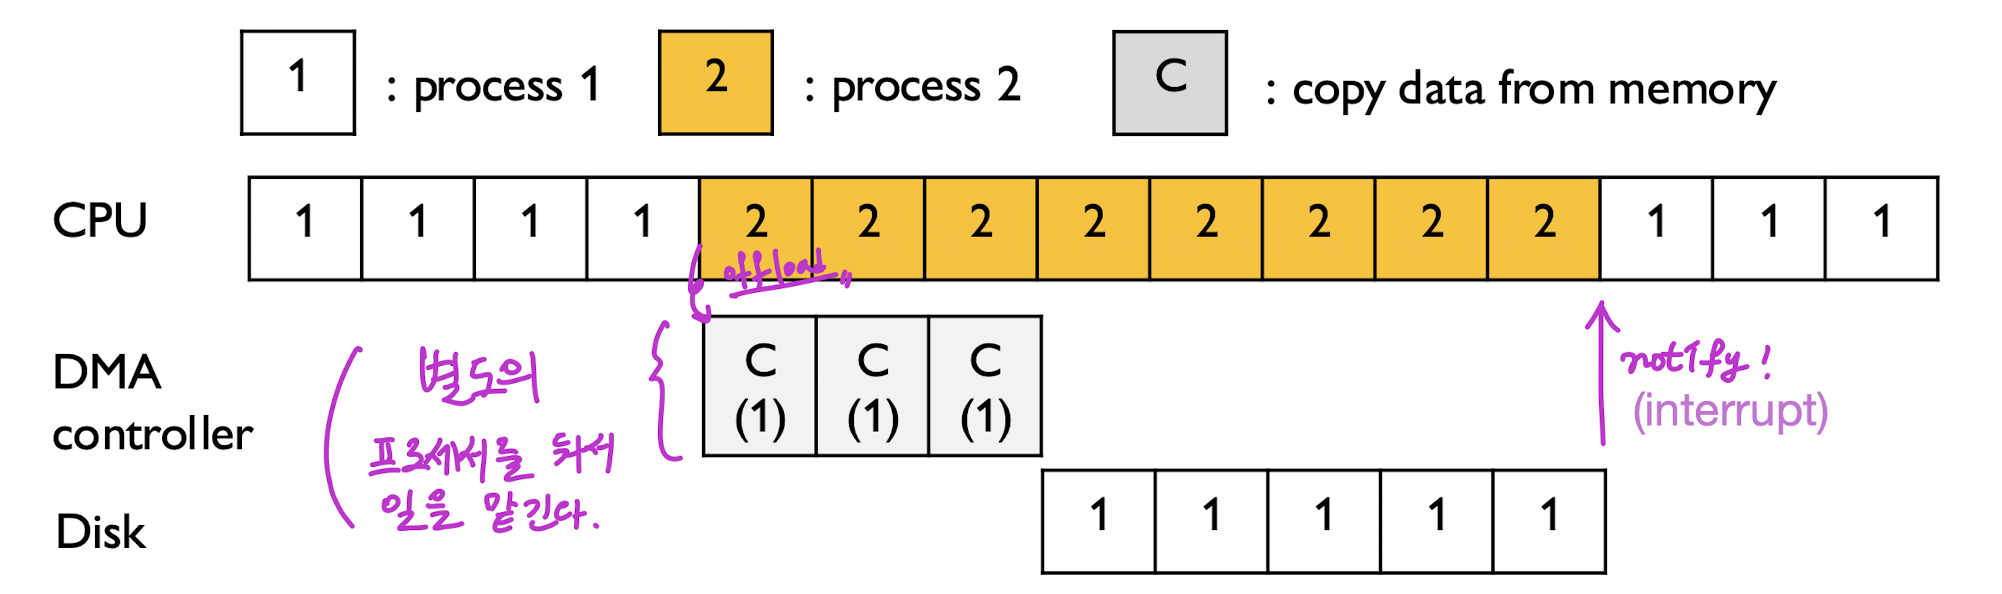 1 : process 1 2 : process 2 C : copy data from memory
CPU 1 1 1 1 2 2 2 2 2 2 2 2 1 1 1
offload
DMA controller
C (1) C (1) C (1)
별도의
프로세서를 둬서
일을 맡긴다.
notify!
(interrupt)
Disk 1 1 1 1 1